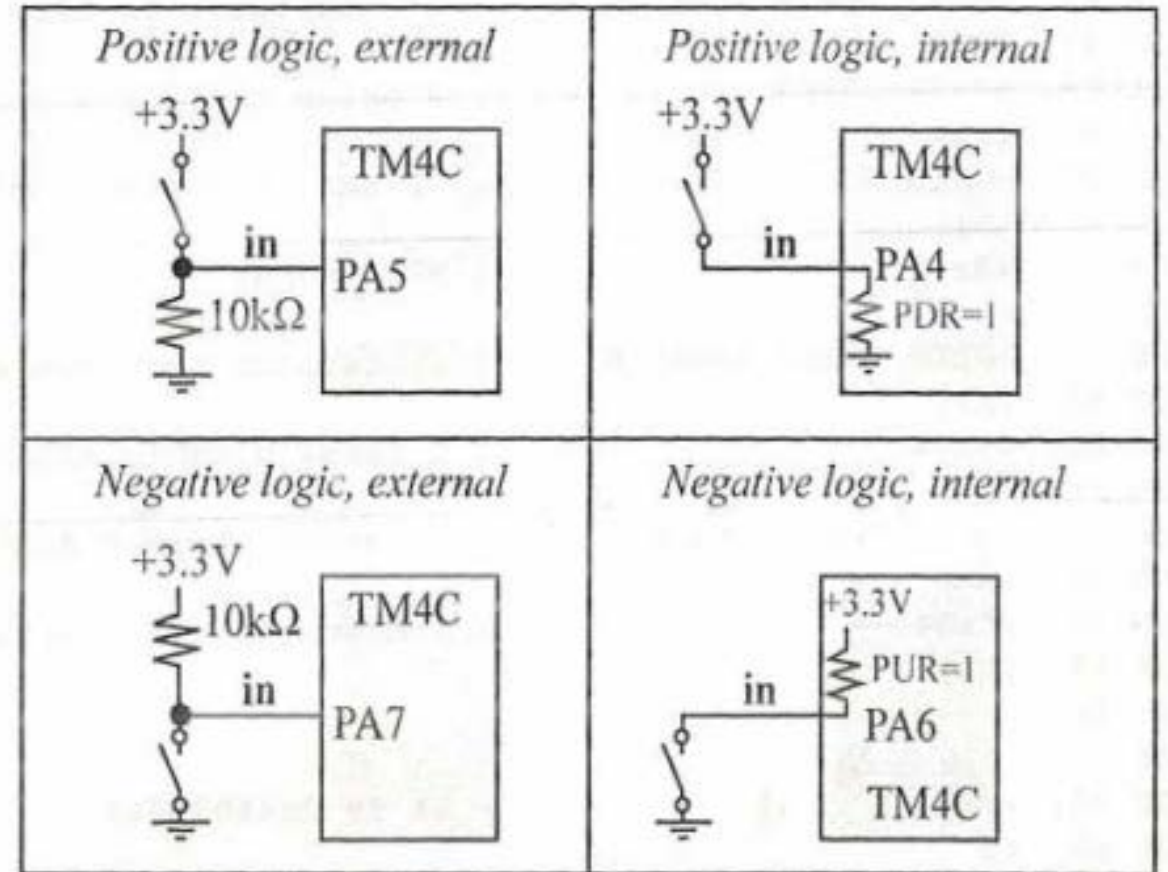 Positive logic, external
+3.3V
TM4C
in
PA5
10kΩ
Positive logic, internal
+3.3V
TM4C
in
PA4
PDR=1
Negative logic, external
+3.3V
10kΩ
TM4C
in
PA7
Negative logic, internal
+3.3V
PUR=1
in
PA6
TM4C